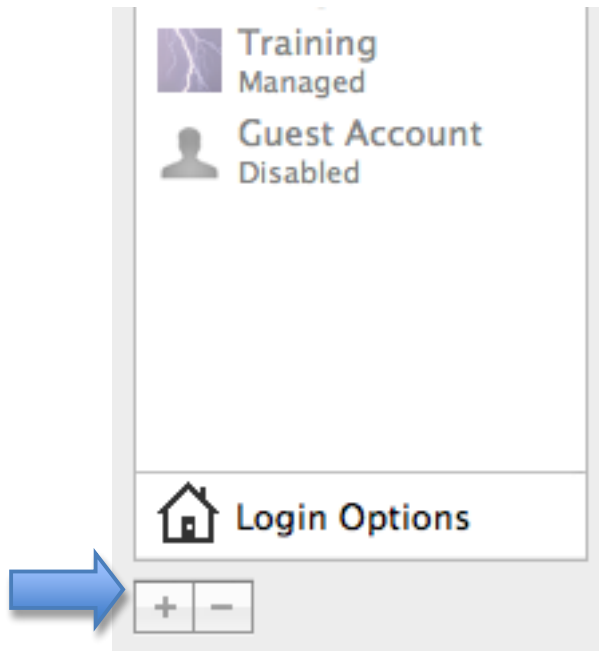 Training
Managed
Guest Account
Disabled
Login Options
+ −